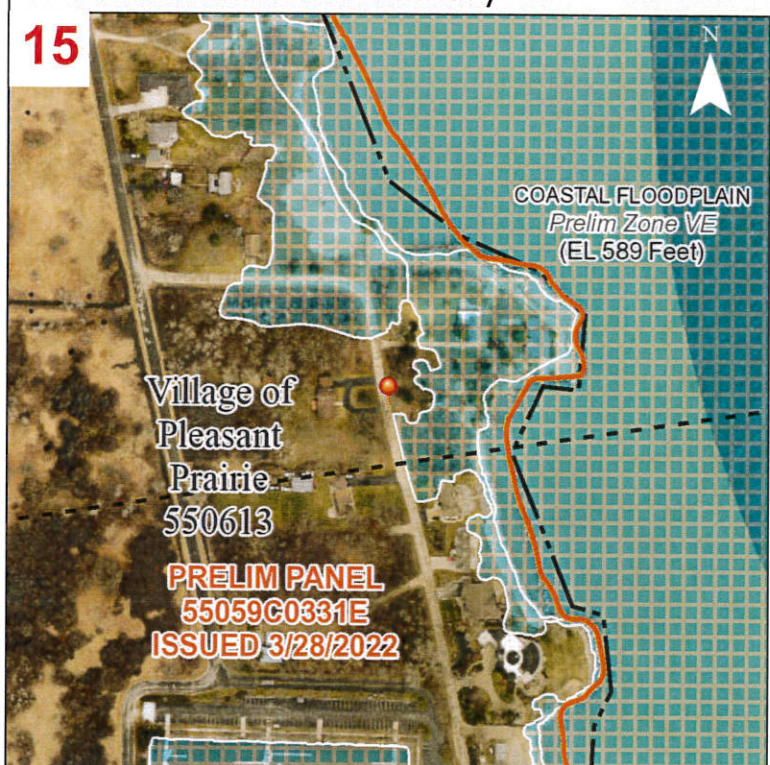 15
N
COASTAL FLOODPLAIN
Prelim Zone VE
(EL 589 Feet)
Village of
Pleasant
Prairie
550613
PRELIM PANEL
55059C0331E
ISSUED 3/28/2022